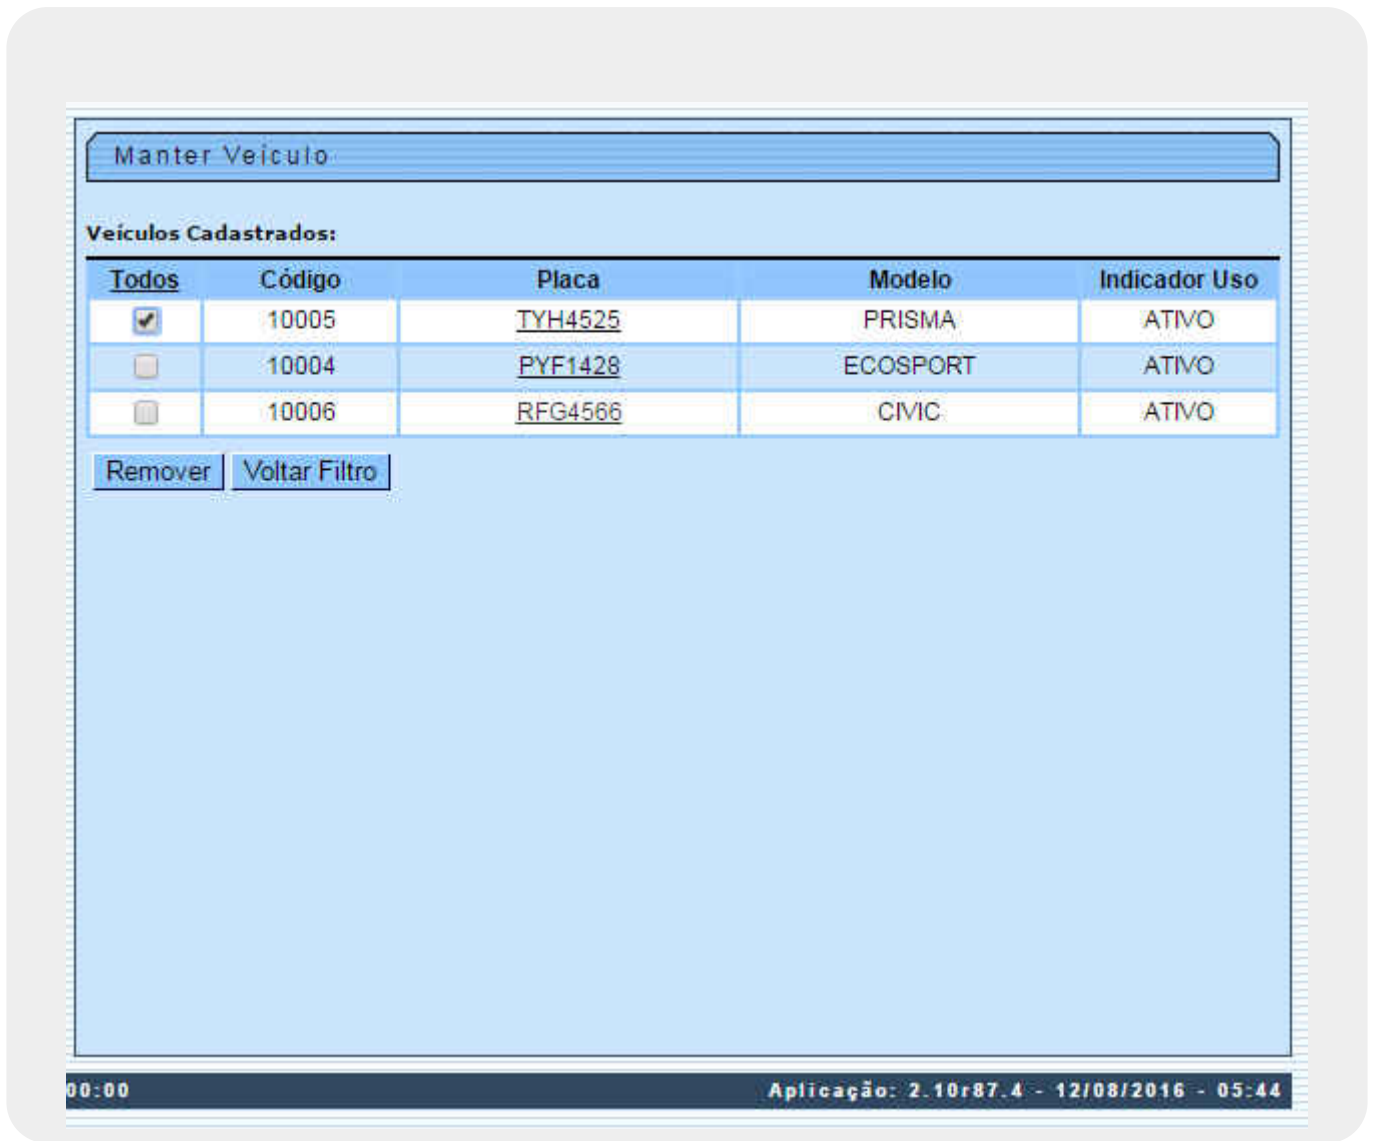 Manter Veículo
Veículos Cadastrados:
Todos Código Placa Modelo Indicador Uso
10005 TYH4525 PRISMA ATIVO
10004 PYF1428 ECOSPORT ATIVO
10006 RFG4566 CIVIC ATIVO
Remover Voltar Filtro
00:00 Aplicação: 2.10r87.4 - 12/08/2016 - 05:44